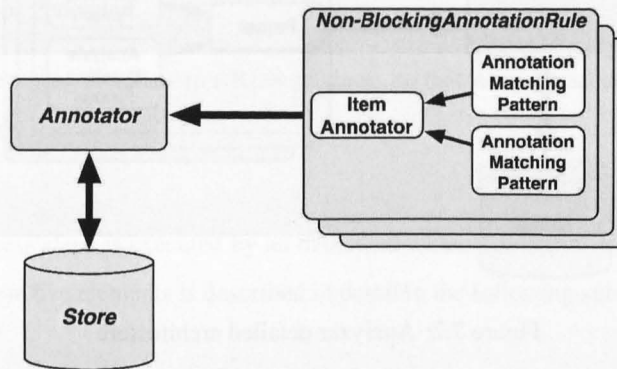 Non-BlockingAnnotationRule
Annotation
Matching
Pattern
Item
Annotator
Annotator
Annotation
Matching
Pattern
Store